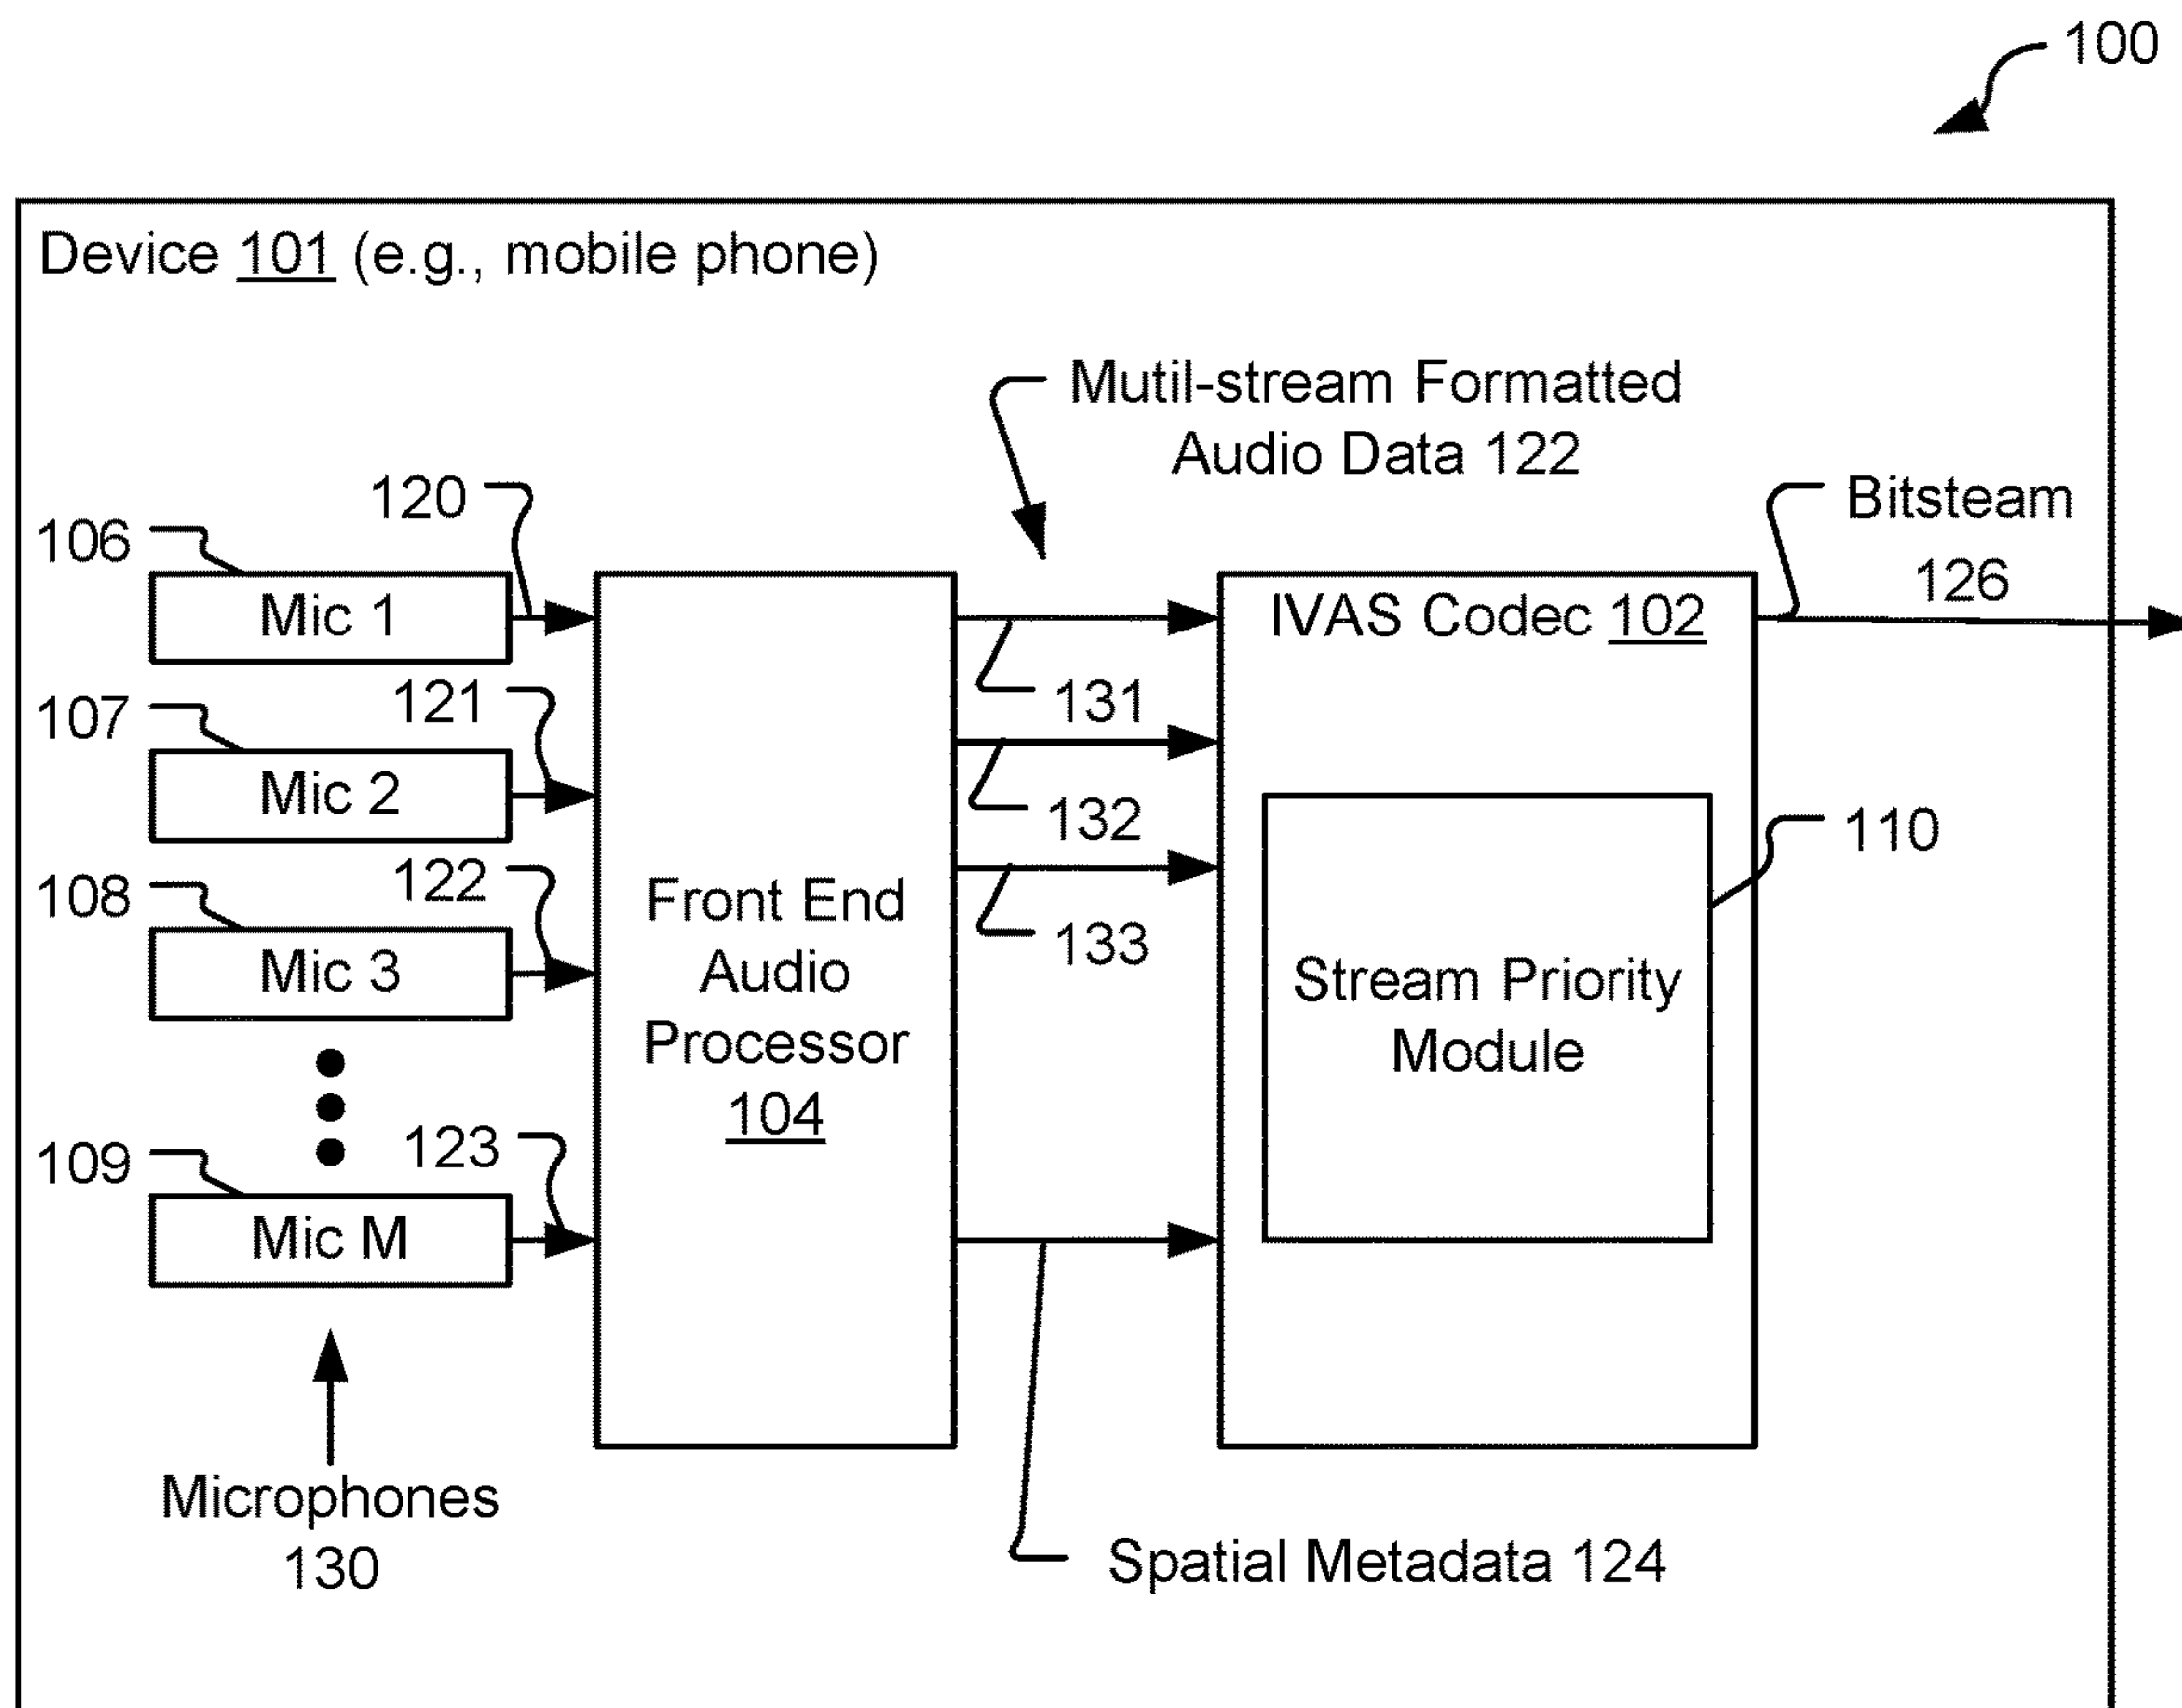 100
Device 101 (e.g., mobile phone)
Mutil-stream Formatted
Audio Data 122
120
Bitsteam
126
106
Mic 1
IVAS Codec 102
131
121
107
Mic 2
132
110
122
108
Mic 3
133
Front End
Audio
Processor
104
Stream Priority
Module
123
109
Mic M
Microphones
130
Spatial Metadata 124